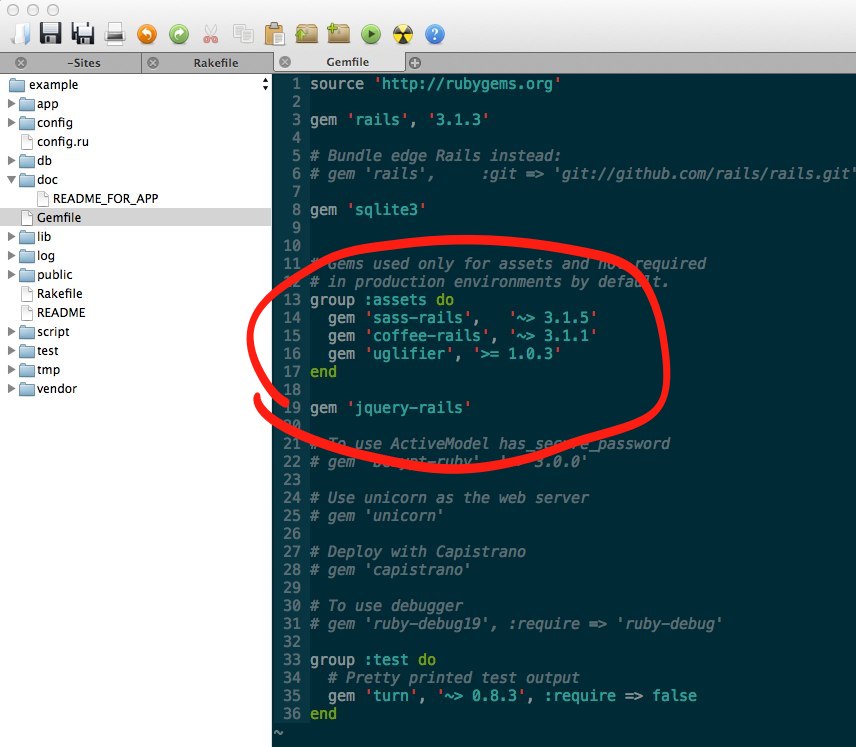 ~Sites
Rakefile
Gemfile
example
app
config
config.ru
db
doc
README_FOR_APP
Gemfile
lib
log
public
Rakefile
README
script
test
tmp
vendor
1 source 'http://rubygems.org'
2
3 gem 'rails', '3.1.3'
4
5 # Bundle edge Rails instead:
6 # gem 'rails',     :git => 'git://github.com/rails/rails.git'
7
8 gem 'sqlite3'
9
10
11 # Gems used only for assets and not required
12 # in production environments by default.
13 group :assets do
14   gem 'sass-rails',   '~> 3.1.5'
15   gem 'coffee-rails', '~> 3.1.1'
16   gem 'uglifier', '>= 1.0.3'
17 end
18
19 gem 'jquery-rails'
20
21 # To use ActiveModel has_secure_password
22 # gem 'bcrypt-ruby', '~> 3.0.0'
23
24 # Use unicorn as the web server
25 # gem 'unicorn'
26
27 # Deploy with Capistrano
28 # gem 'capistrano'
29
30 # To use debugger
31 # gem 'ruby-debug19', :require => 'ruby-debug'
32
33 group :test do
34   # Pretty printed test output
35   gem 'turn', '~> 0.8.3', :require => false
36 end
~